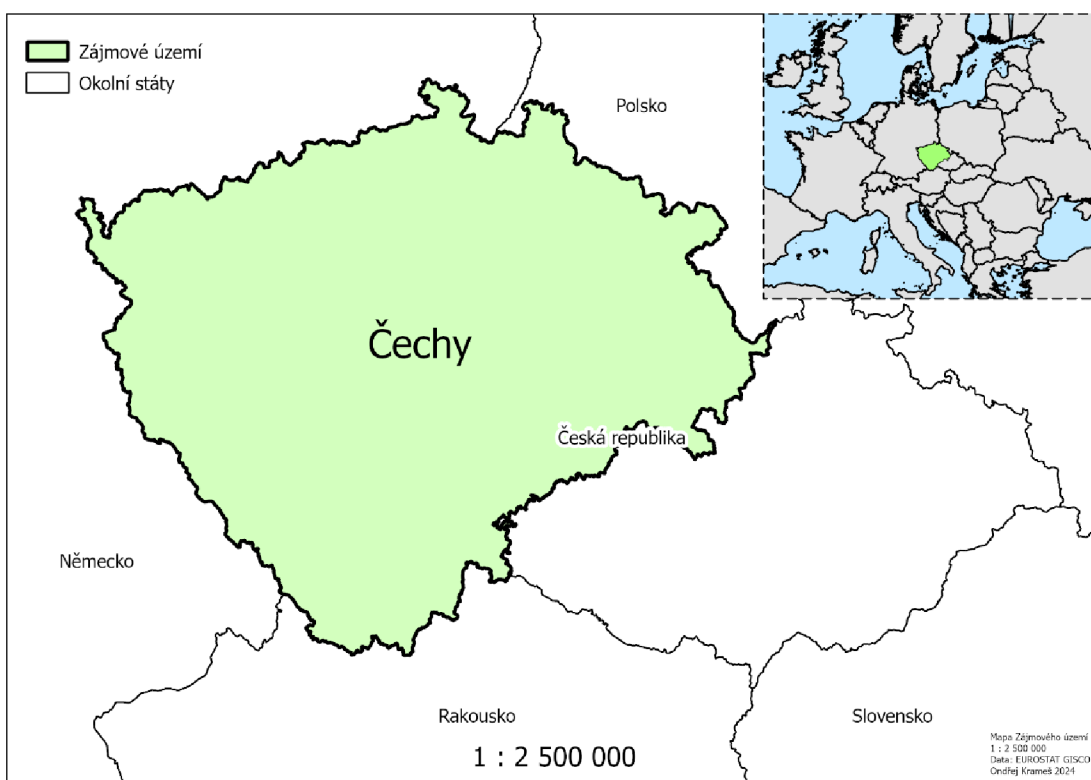 Zájmové území
Okolní státy
Polsko
Čechy
Česká republika
Německo
Rakousko
Slovensko
1 : 2 500 000
Mapa Zájmového území
1 : 2 500 000
Data: EUROSTAT GISCO
Ondřej Krameš 2024